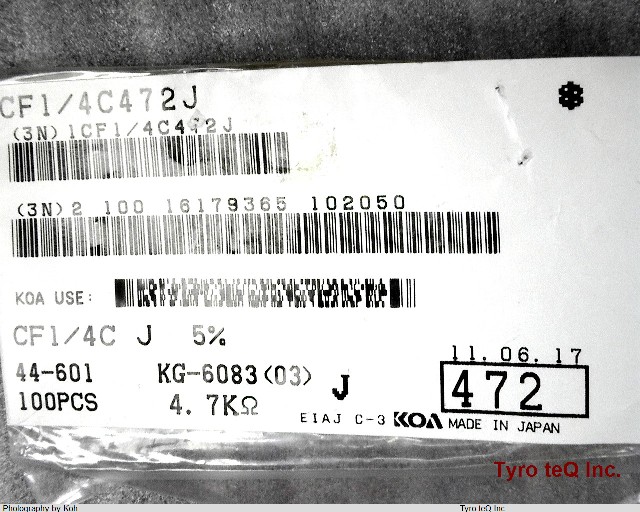 CF1/4C472J
(3N)1CF1/4C472J
(3N)2 100 16179365 102050
KOA USE:
CF1/4C J 5%
11.06.17
44-601 KG-6083(03) J 472
100PCS 4.7KΩ EIAJ C-3 KOA MADE IN JAPAN
Tyro teQ Inc.
Photography by Koh Tyro teQ Inc